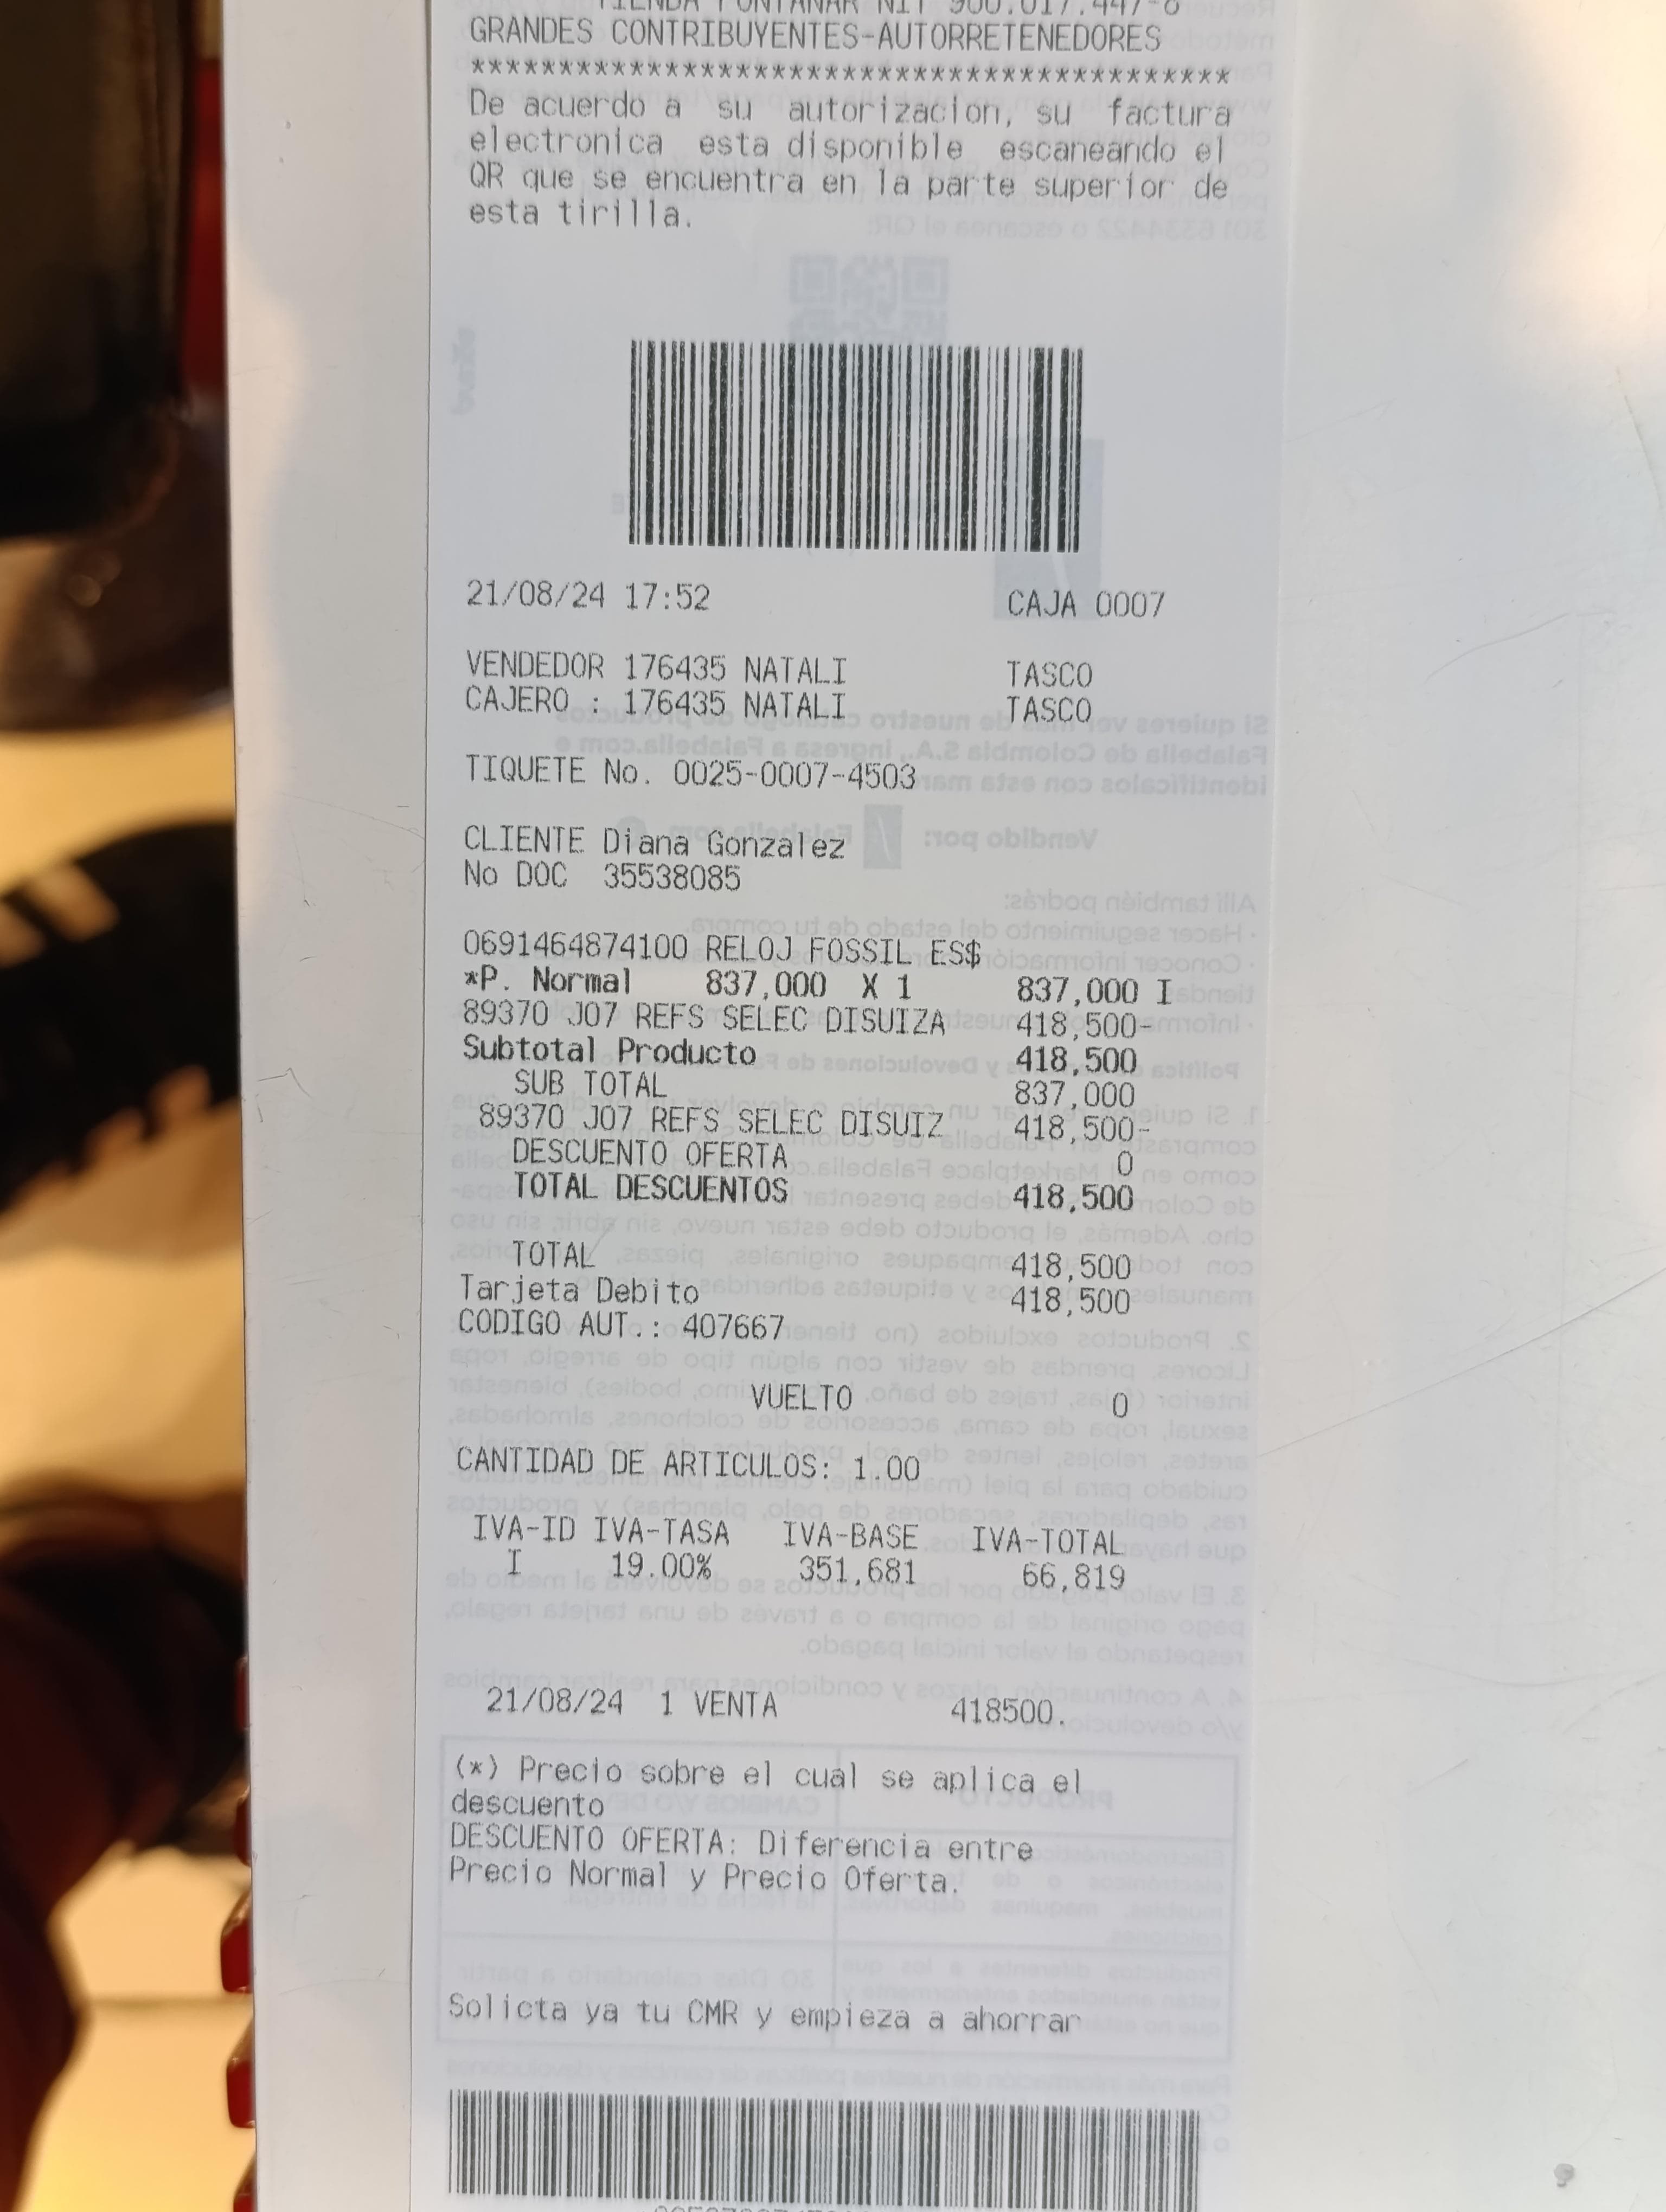 TIENDA FONTANAR NIT 900.017.447-8
GRANDES CONTRIBUYENTES-AUTORRETENEDORES
********************************************
De acuerdo a su autorizacion, su factura
electronica esta disponible escaneando el
QR que se encuentra en la parte superior de
esta tirilla.
21/08/24 17:52 CAJA 0007
VENDEDOR 176435 NATALI TASCO
CAJERO : 176435 NATALI TASCO
TIQUETE No. 0025-0007-4503
CLIENTE Diana Gonzalez
No DOC 35538085
0691464874100 RELOJ FOSSIL ES$
*P. Normal 837,000 X 1 837,000 I
89370 J07 REFS SELEC DISUIZA 418,500-
Subtotal Producto 418,500
SUB TOTAL 837,000
89370 J07 REFS SELEC DISUIZ 418,500-
DESCUENTO OFERTA 0
TOTAL DESCUENTOS 418,500
TOTAL 418,500
Tarjeta Debito 418,500
CODIGO AUT.: 407667
VUELTO 0
CANTIDAD DE ARTICULOS: 1.00
IVA-ID IVA-TASA IVA-BASE IVA-TOTAL
I 19.00% 351,681 66,819
21/08/24 1 VENTA 418500.
(*) Precio sobre el cual se aplica el
descuento
DESCUENTO OFERTA: Diferencia entre
Precio Normal y Precio Oferta.
Solicta ya tu CMR y empieza a ahorrar